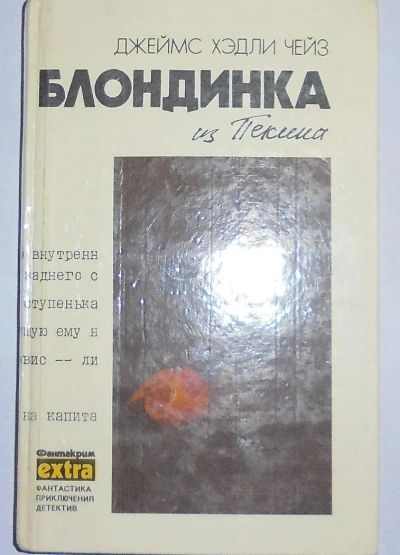 ДЖЕЙМС ХЭДЛИ ЧЕЙЗ
БЛОНДИНКА
из Пекина
о внутренн
заднего с
ступенька
щую ему я
вис -- ли
на капита
Фантакрим
extra
ФАНТАСТИКА
ПРИКЛЮЧЕНИЯ
ДЕТЕКТИВ